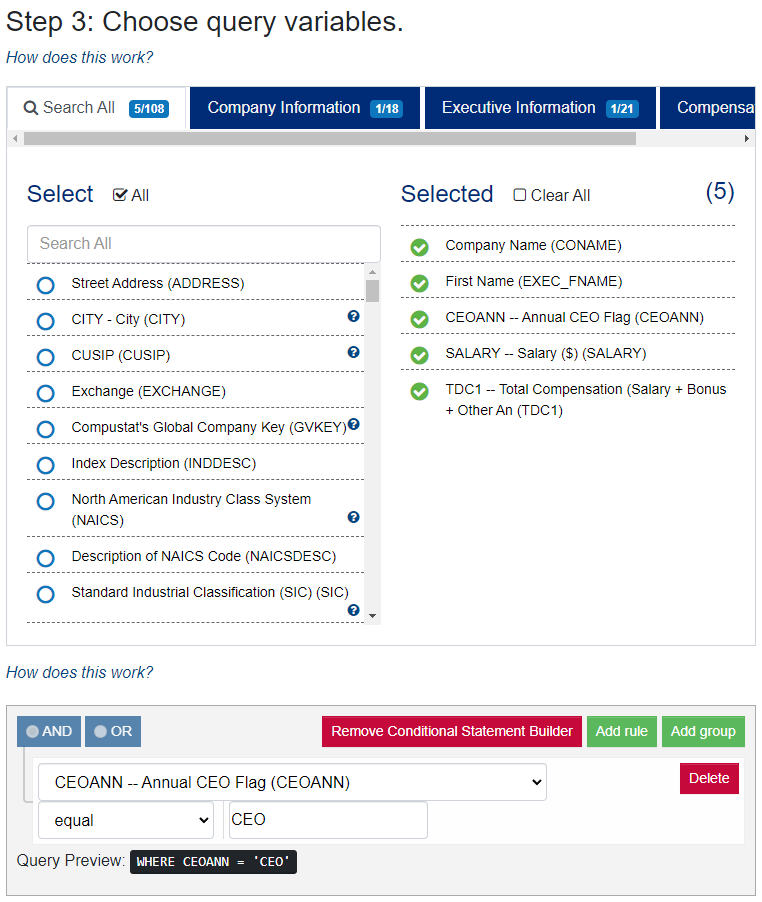 Step 3: Choose query variables.
How does this work?
Search All 5/108 Company Information 1/18 Executive Information 1/21 Compensa
Select All
Search All
Street Address (ADDRESS)
CITY - City (CITY)
CUSIP (CUSIP)
Exchange (EXCHANGE)
Compustat's Global Company Key (GVKEY)
Index Description (INDDESC)
North American Industry Class System
(NAICS)
Description of NAICS Code (NAICSDESC)
Standard Industrial Classification (SIC) (SIC)
Selected Clear All (5)
Company Name (CONAME)
First Name (EXEC_FNAME)
CEOANN -- Annual CEO Flag (CEOANN)
SALARY -- Salary ($) (SALARY)
TDC1 -- Total Compensation (Salary + Bonus
+ Other An (TDC1)
How does this work?
AND OR Remove Conditional Statement Builder Add rule Add group
CEOANN -- Annual CEO Flag (CEOANN) Delete
equal CEO
Query Preview: WHERE CEOANN = 'CEO'